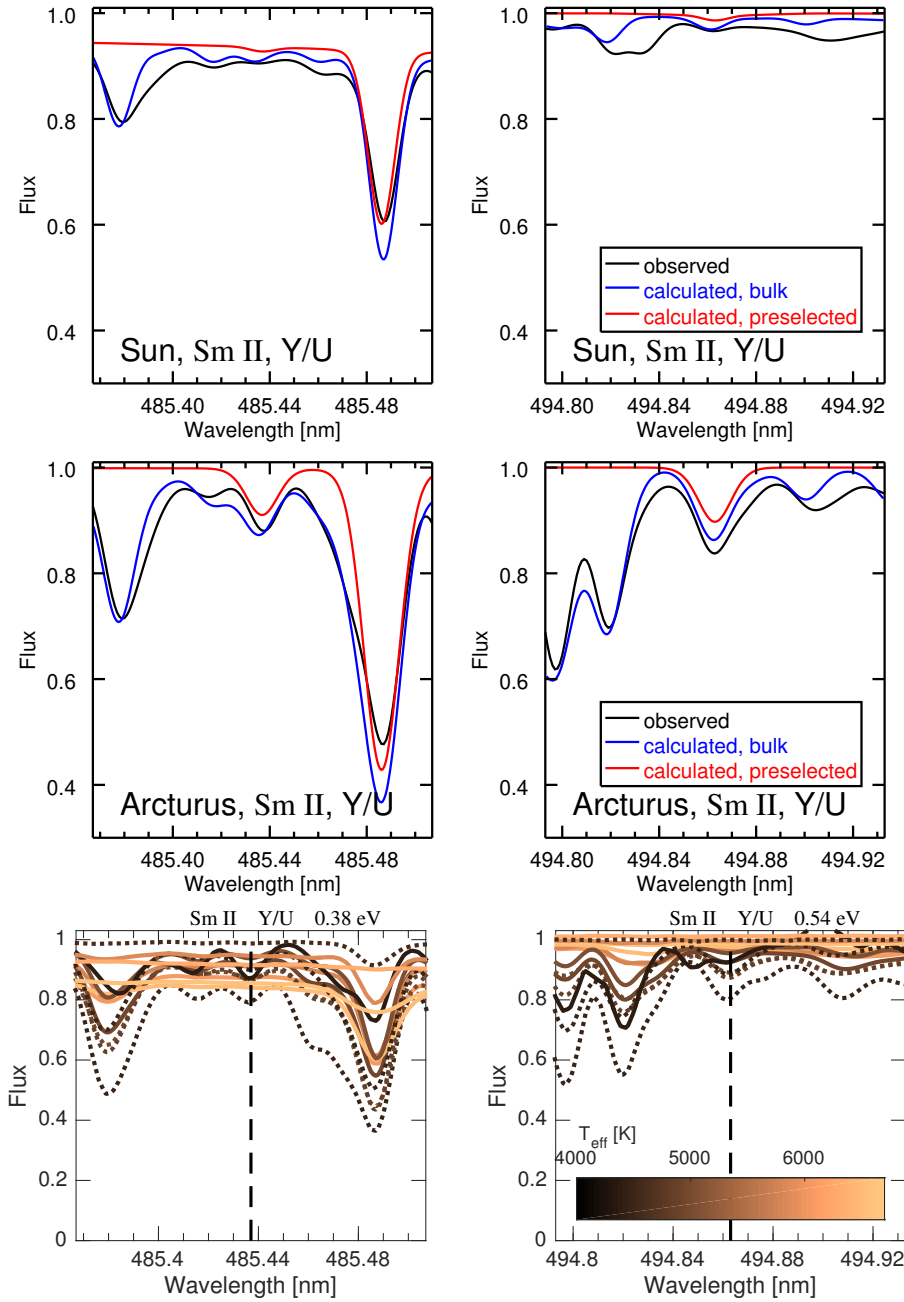 1.0
0.8
0.6
0.4
Flux
Sun, Sm II, Y/U
485.40 485.44 485.48
Wavelength [nm]
1.0
0.8
0.6
0.4
Flux
observed
calculated, bulk
calculated, preselected
Sun, Sm II, Y/U
494.80 494.84 494.88 494.92
Wavelength [nm]
1.0
0.8
0.6
0.4
Flux
Arcturus, Sm II, Y/U
485.40 485.44 485.48
Wavelength [nm]
1.0
0.8
0.6
0.4
Flux
observed
calculated, bulk
calculated, preselected
Arcturus, Sm II, Y/U
494.80 494.84 494.88 494.92
Wavelength [nm]
Sm II Y/U 0.38 eV
1
0.8
0.6
0.4
0.2
0
Flux
485.4 485.44 485.48
Wavelength [nm]
Sm II Y/U 0.54 eV
1
0.8
0.6
0.4
0.2
0
Flux
T_eff [K]
4000 5000 6000
494.8 494.84 494.88 494.92
Wavelength [nm]